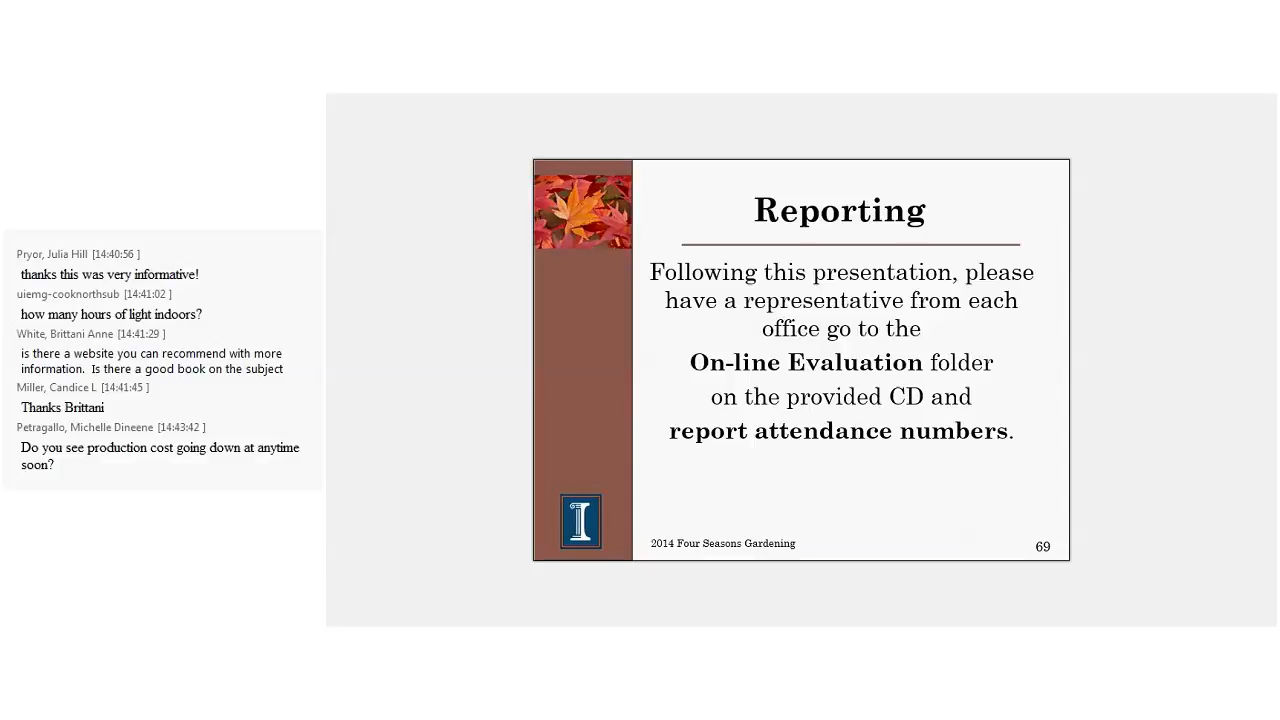 Pryor, Julia Hill [14:40:56 ]
thanks this was very informative!
uiemg-cooknorthsub [14:41:02 ]
how many hours of light indoors?
White, Brittani Anne [14:41:29 ]
is there a website you can recommend with more
information.  Is there a good book on the subject
Miller, Candice L [14:41:45 ]
Thanks Brittani
Petragallo, Michelle Dineene [14:43:42 ]
Do you see production cost going down at anytime
soon?
Reporting
Following this presentation, please
have a representative from each
office go to the
On-line Evaluation folder
on the provided CD and
report attendance numbers.
I
2014 Four Seasons Gardening
69